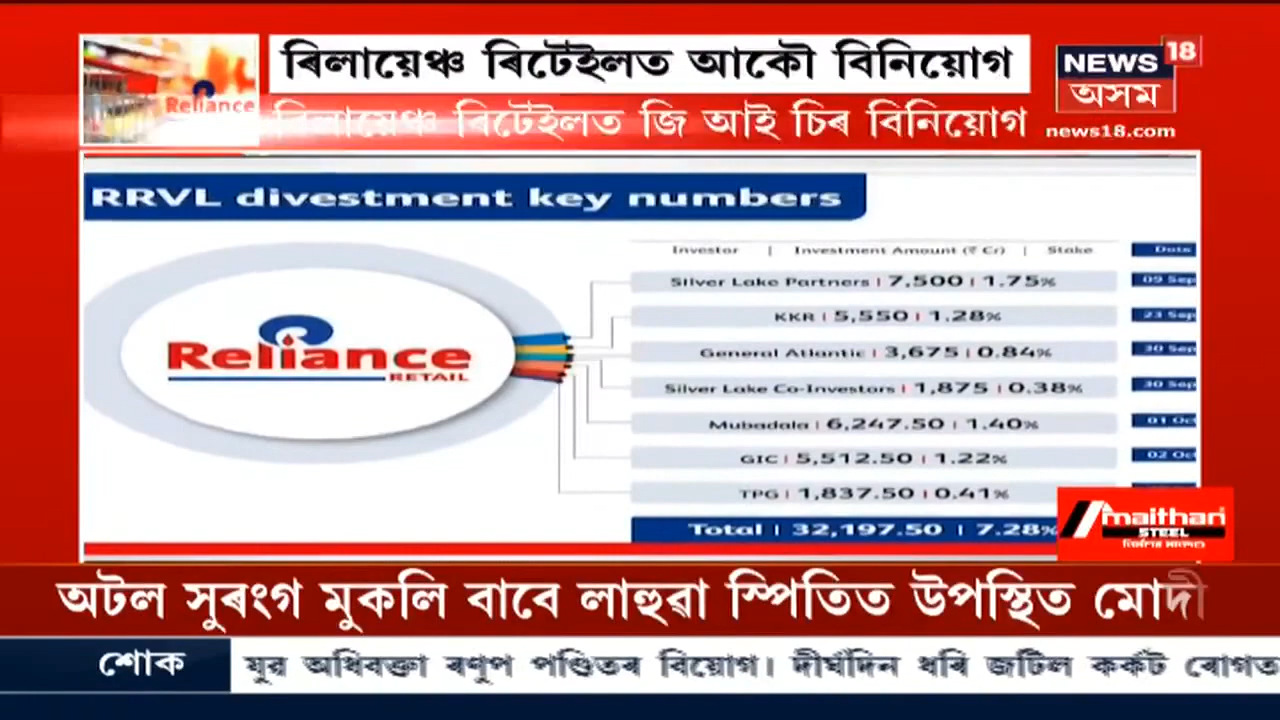 ৰিলায়েঞ্চ ৰিটেইলত আকৌ বিনিয়োগ
ৰিলায়েঞ্চ ৰিটেইলত জি আই চিৰ বিনিয়োগ
Reliance
NEWS 18
অসম
news18.com
RRVL divestment key numbers
Investor | Investment Amount (₹ Cr) | Stake Date
Silver Lake Partners | 7,500 | 1.75% 09 Sep
KKR | 5,550 | 1.28% 23 Sep
General Atlantic | 3,675 | 0.84% 30 Sep
Silver Lake Co-Investors | 1,875 | 0.38% 30 Sep
Mubadala | 6,247.50 | 1.40% 01 Oct
GIC | 5,512.50 | 1.22% 02 Oct
TPG | 1,837.50 | 0.41%
Total | 32,197.50 | 7.28%
Reliance
RETAIL
maithan
STEEL
অটল সুৰংগ মুকলি বাবে লাহুৱা স্পিতিত উপস্থিত মোদী
শোক
যুৱ অধিবক্তা ৰণুপ পণ্ডিতৰ বিয়োগ। দীৰ্ঘদিন ধৰি জটিল কৰ্কট ৰোগত